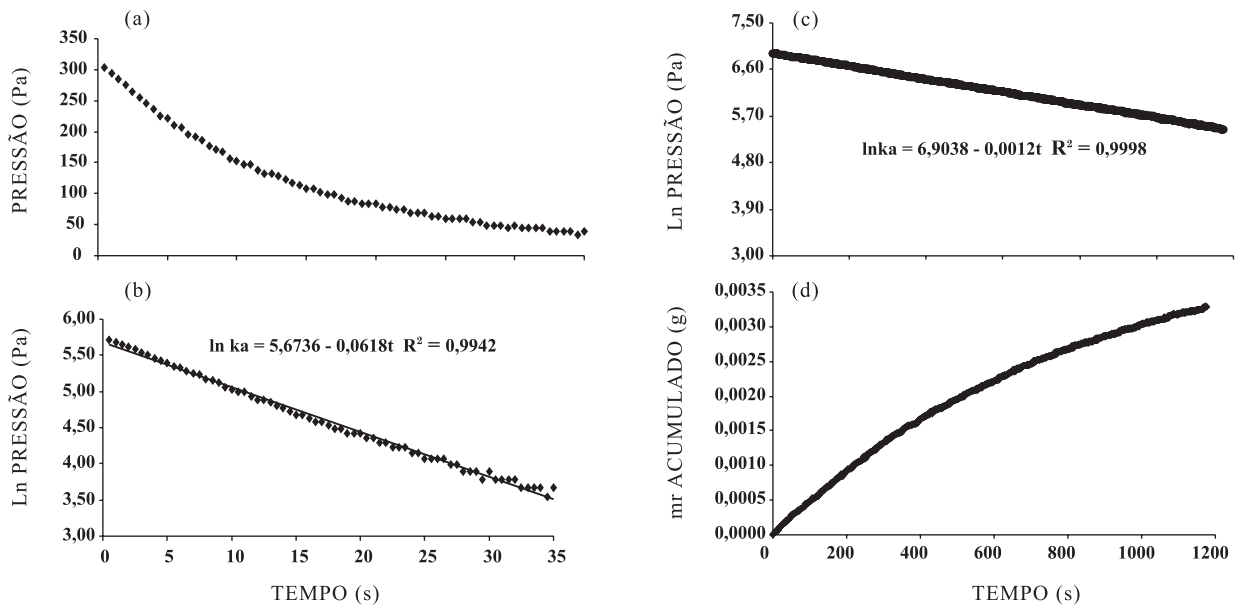 (a)
PRESSÃO (Pa)
350
300
250
200
150
100
50
0
(b)
Ln PRESSÃO (Pa)
6,00
5,50
5,00
4,50
4,00
3,50
3,00
ln ka = 5,6736 - 0,0618t R² = 0,9942
0 5 10 15 20 25 30 35
TEMPO (s)
(c)
Ln PRESSÃO (Pa)
7,50
6,60
5,70
4,80
3,90
3,00
lnka = 6,9038 - 0,0012t R² = 0,9998
(d)
mr ACUMULADO (g)
0,0035
0,0030
0,0025
0,0020
0,0015
0,0010
0,0005
0,0000
0 200 400 600 800 1000 1200
TEMPO (s)